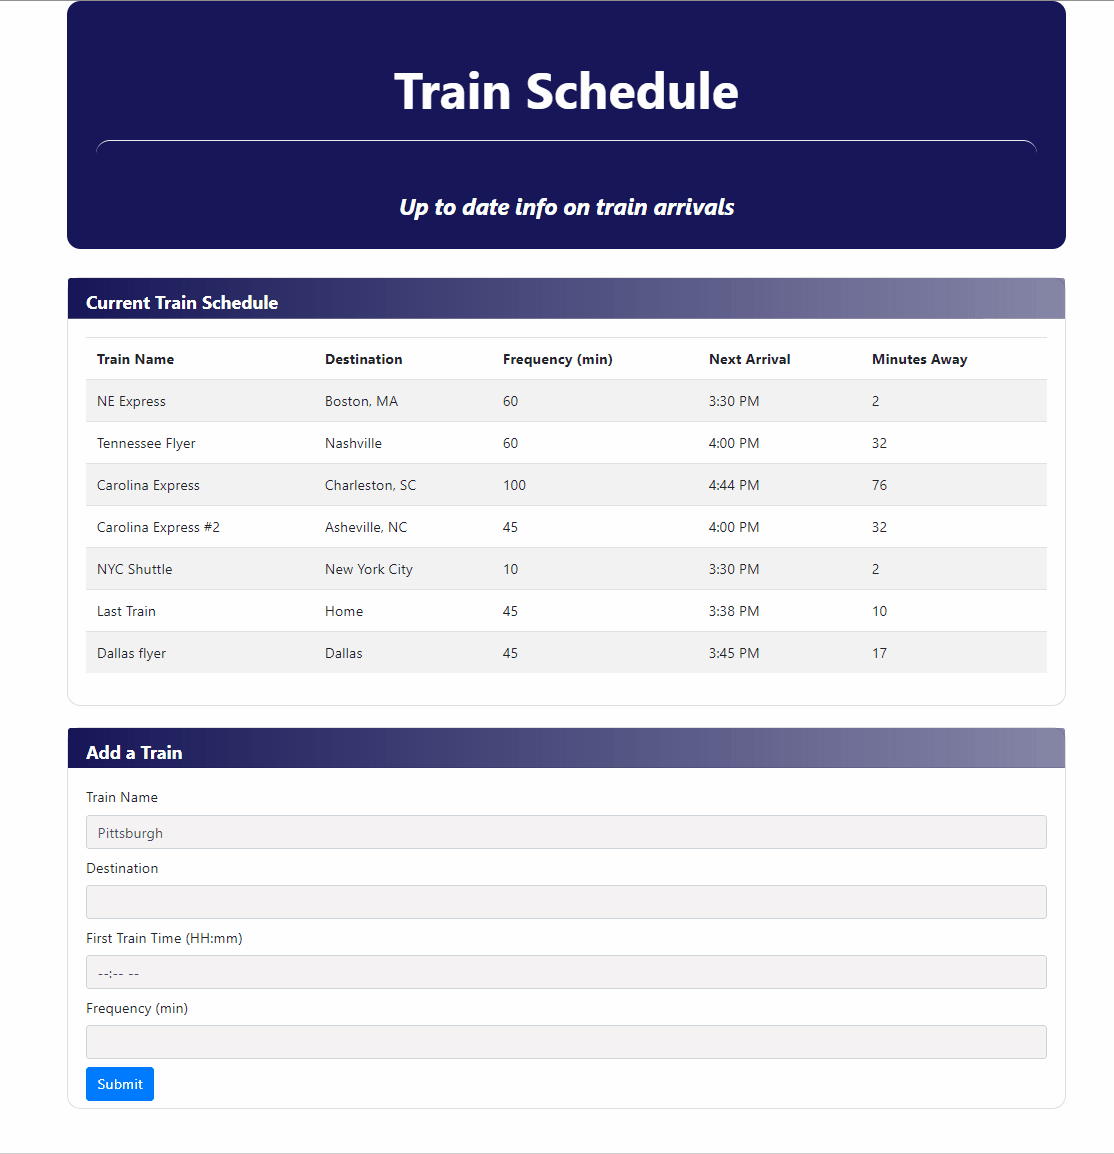 Train Schedule
Up to date info on train arrivals
Current Train Schedule
Train Name Destination Frequency (min) Next Arrival Minutes Away
NE Express Boston, MA 60 3:30 PM 2
Tennessee Flyer Nashville 60 4:00 PM 32
Carolina Express Charleston, SC 100 4:44 PM 76
Carolina Express #2 Asheville, NC 45 4:00 PM 32
NYC Shuttle New York City 10 3:30 PM 2
Last Train Home 45 3:38 PM 10
Dallas flyer Dallas 45 3:45 PM 17
Add a Train
Train Name
Pittsburgh
Destination
First Train Time (HH:mm)
--:-- --
Frequency (min)
Submit